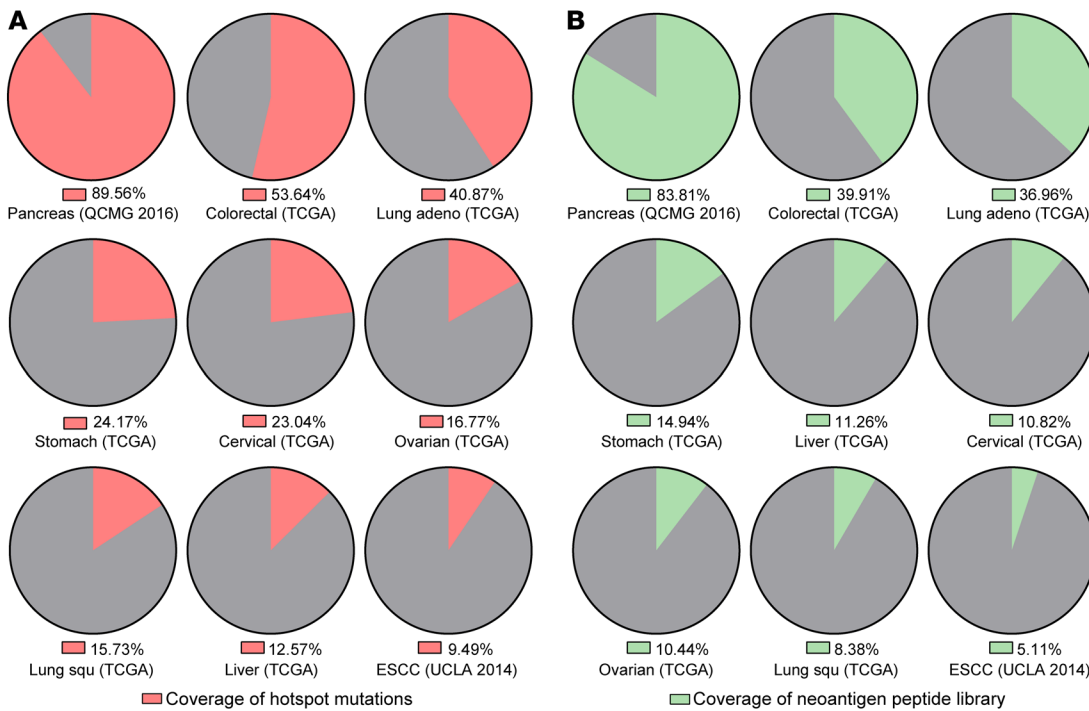 A
89.56%
Pancreas (QCMG 2016)
53.64%
Colorectal (TCGA)
40.87%
Lung adeno (TCGA)
24.17%
Stomach (TCGA)
23.04%
Cervical (TCGA)
16.77%
Ovarian (TCGA)
15.73%
Lung squ (TCGA)
12.57%
Liver (TCGA)
9.49%
ESCC (UCLA 2014)
Coverage of hotspot mutations
B
83.81%
Pancreas (QCMG 2016)
39.91%
Colorectal (TCGA)
36.96%
Lung adeno (TCGA)
14.94%
Stomach (TCGA)
11.26%
Liver (TCGA)
10.82%
Cervical (TCGA)
10.44%
Ovarian (TCGA)
8.38%
Lung squ (TCGA)
5.11%
ESCC (UCLA 2014)
Coverage of neoantigen peptide library